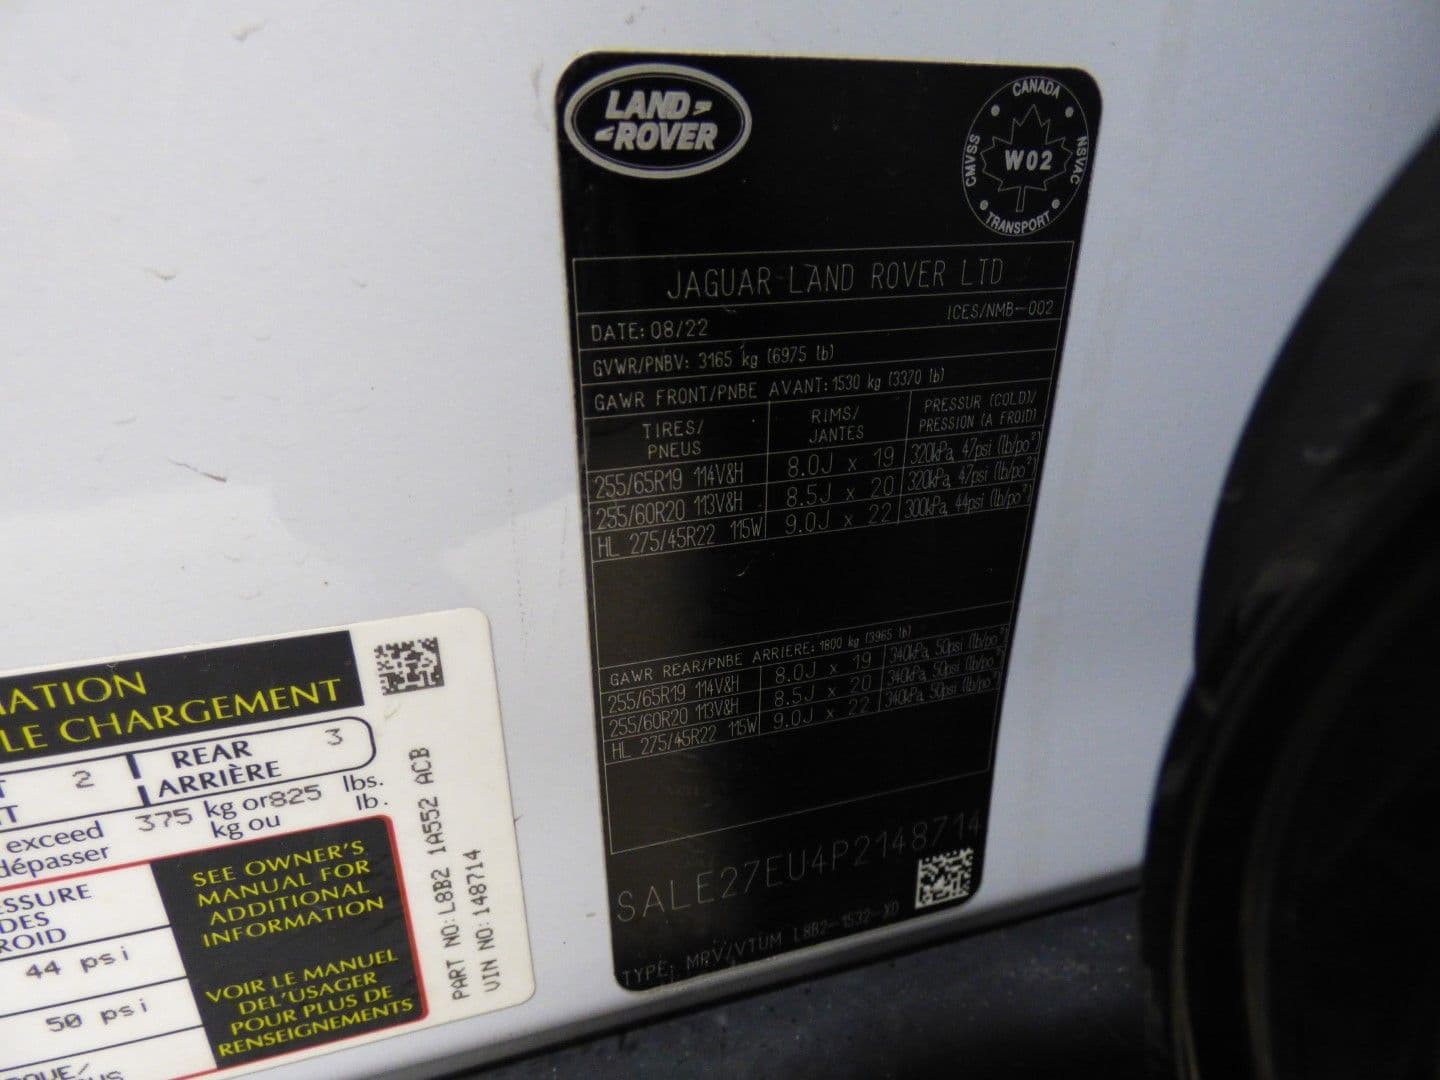 LAND
ROVER
CANADA
CMVSS
W02
NSVAC
TRANSPORT
JAGUAR LAND ROVER LTD
DATE: 08/22
ICES/NMB-002
GVWR/PNBV: 3165 kg (6975 lb)
GAWR FRONT/PNBE AVANT: 1530 kg (3370 lb)
TIRES/
PNEUS
RIMS/
JANTES
PRESSUR (COLD)/
PRESSION (A FROID)
255/65R19 114V&H 8.0J x 19 320kPa, 47psi (lb/po²)
255/60R20 113V&H 8.5J x 20 320kPa, 47psi (lb/po²)
HL 275/45R22 115W 9.0J x 22 300kPa, 44psi (lb/po²)
GAWR REAR/PNBE ARRIERE: 1800 kg (3965 lb)
255/65R19 114V&H 8.0J x 19 340kPa, 50psi (lb/po²)
255/60R20 113V&H 8.5J x 20 340kPa, 50psi (lb/po²)
HL 275/45R22 115W 9.0J x 22 340kPa, 50psi (lb/po²)
SALE27EU4P2148714
TYPE: MRV/VTUM L8B2-1532-XD
ATION
LE CHARGEMENT
2
REAR
ARRIÈRE
3
exceed
dépasser
375 kg or 825 lbs.
kg ou lb.
SSURE
DES
ROID
44 psi
50 psi
SEE OWNER'S
MANUAL FOR
ADDITIONAL
INFORMATION
VOIR LE MANUEL
DEL'USAGER
POUR PLUS DE
RENSEIGNEMENTS
PART NO: L8B2 1A552 ACB
VIN NO: 148714